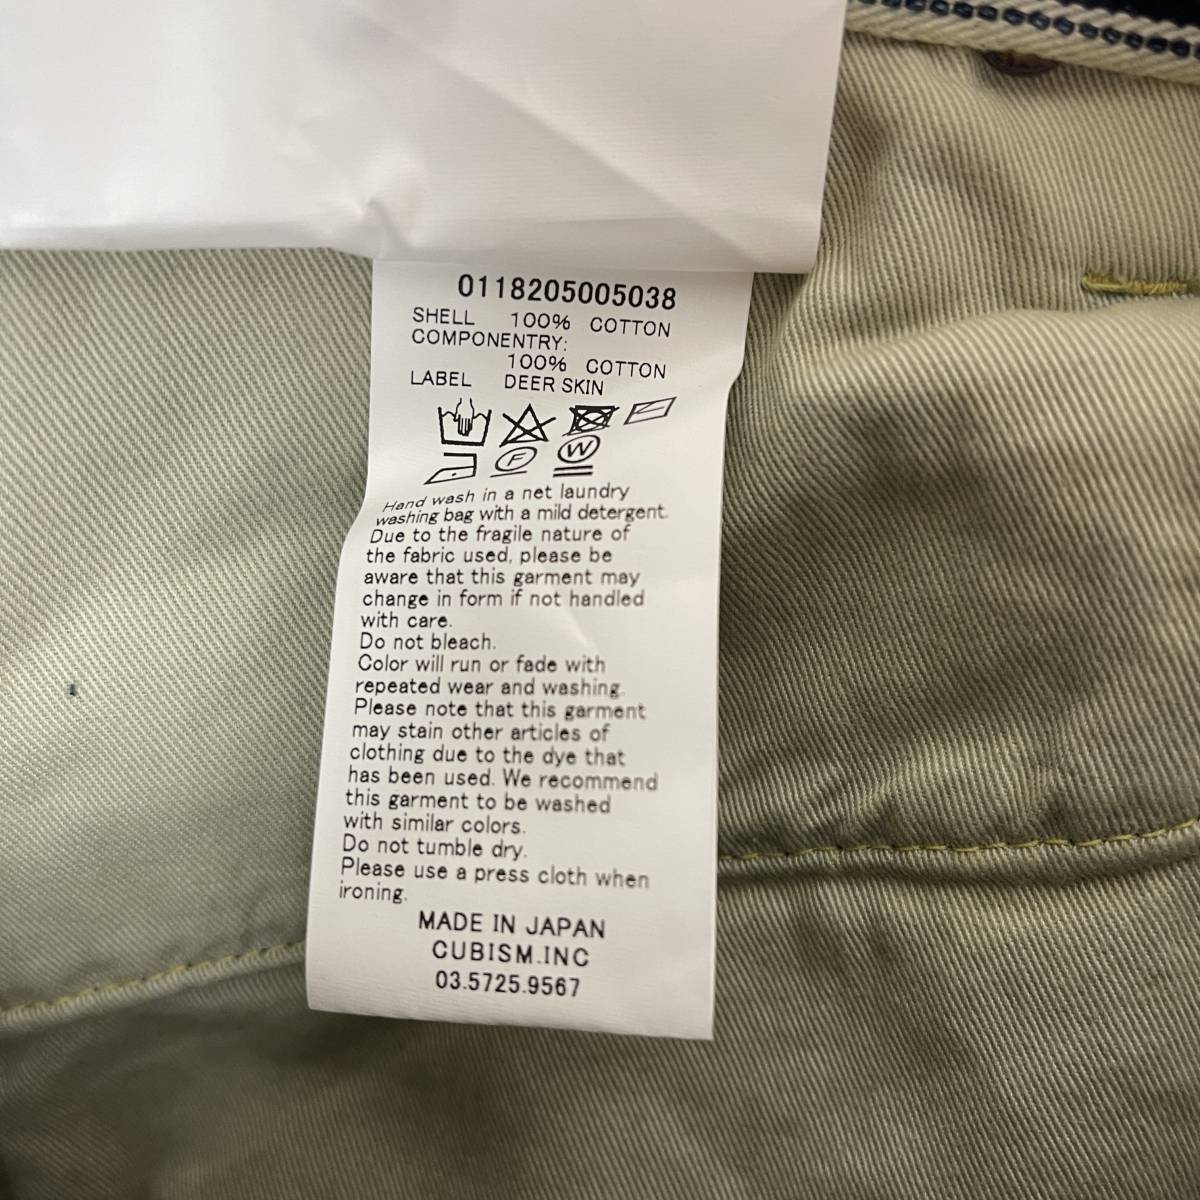 0118205005038
SHELL 100% COTTON
COMPONENTRY:
100% COTTON
LABEL DEER SKIN
F W
Hand wash in a net laundry
washing bag with a mild detergent.
Due to the fragile nature of
the fabric used, please be
aware that this garment may
change in form if not handled
with care.
Do not bleach.
Color will run or fade with
repeated wear and washing.
Please note that this garment
may stain other articles of
clothing due to the dye that
has been used. We recommend
this garment to be washed
with similar colors.
Do not tumble dry.
Please use a press cloth when
ironing.
MADE IN JAPAN
CUBISM.INC
03.5725.9567